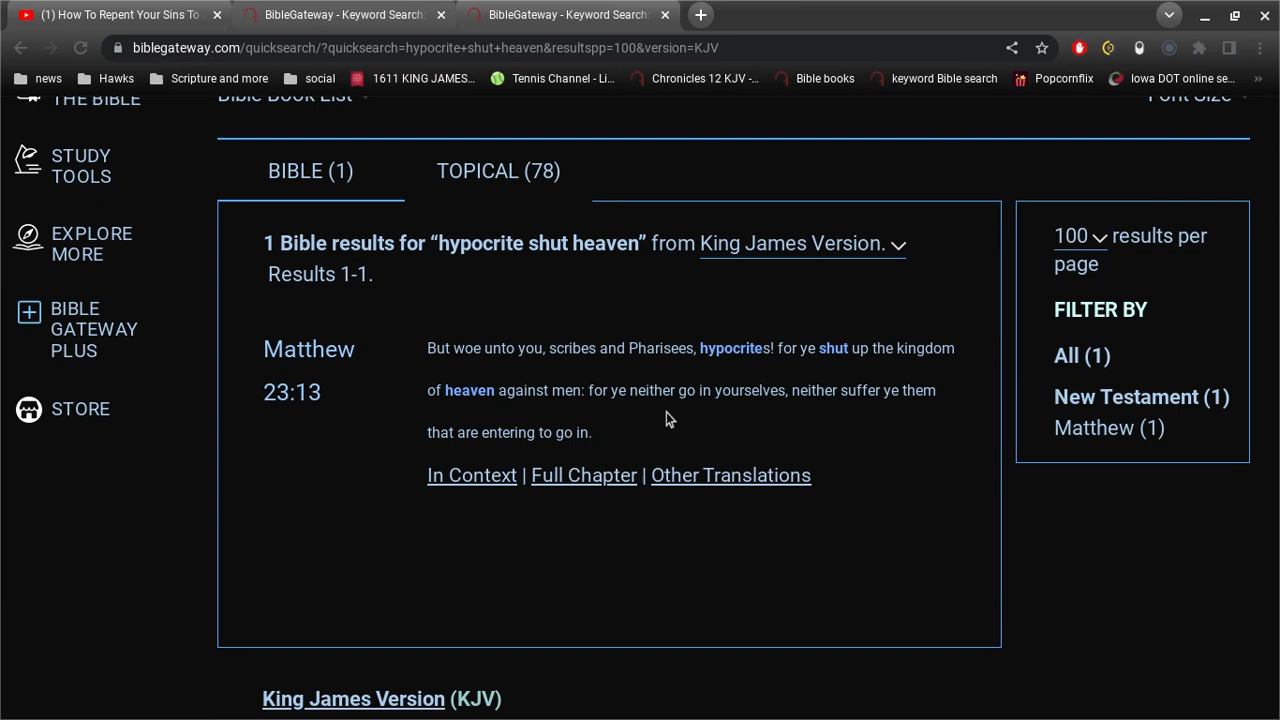 (1) How To Repent Your Sins To
BibleGateway - Keyword Search:
BibleGateway - Keyword Search:
biblegateway.com/quicksearch/?quicksearch=hypocrite+shut+heaven&resultspp=100&version=KJV
news
Hawks
Scripture and more
social
1611 KING JAMES...
Tennis Channel - Li...
Chronicles 12 KJV -...
Bible books
keyword Bible search
Popcornflix
Iowa DOT online se...
»
THE BIBLE
Bible Book List
Font Size
STUDY
TOOLS
EXPLORE
MORE
BIBLE
GATEWAY
PLUS
STORE
BIBLE (1)
TOPICAL (78)
1 Bible results for “hypocrite shut heaven” from King James Version.
Results 1-1.
Matthew
23:13
But woe unto you, scribes and Pharisees, hypocrites! for ye shut up the kingdom
of heaven against men: for ye neither go in yourselves, neither suffer ye them
that are entering to go in.
In Context | Full Chapter | Other Translations
100 results per
page
FILTER BY
All (1)
New Testament (1)
Matthew (1)
King James Version (KJV)